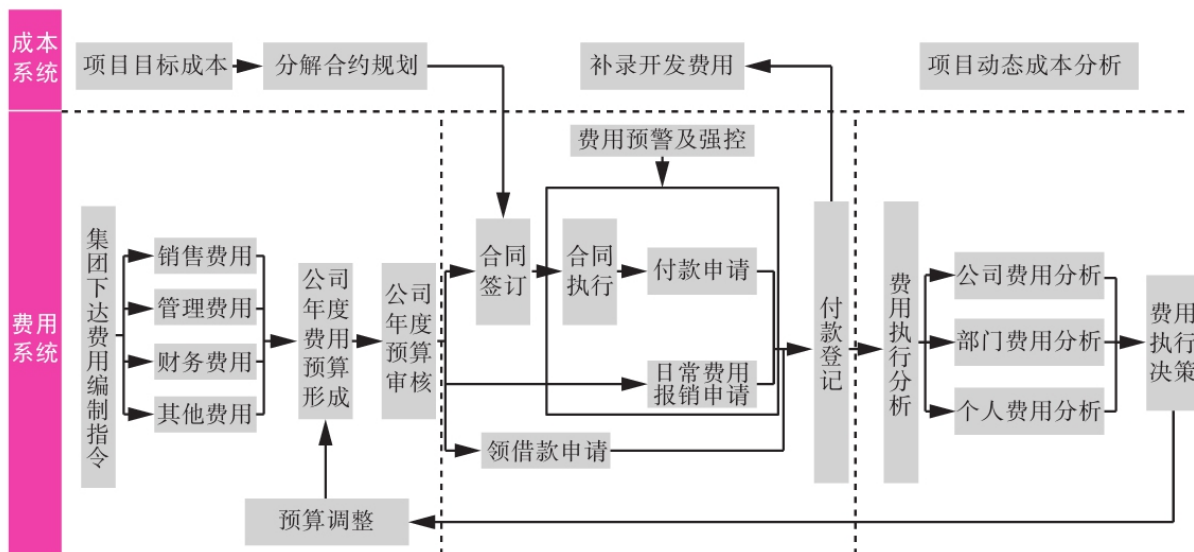 成本
系统
项目目标成本
分解合约规划
补录开发费用
项目动态成本分析
费用
系统
集团下达费用编制指令
销售费用
管理费用
财务费用
其他费用
公司
年度
费用
预算
形成
公司
年度
预算
审核
预算调整
费用预警及强控
合同
签订
合同
执行
付款申请
日常费用
报销申请
领借款申请
付款登记
费用执行分析
公司费用分析
部门费用分析
个人费用分析
费用
执行
决策